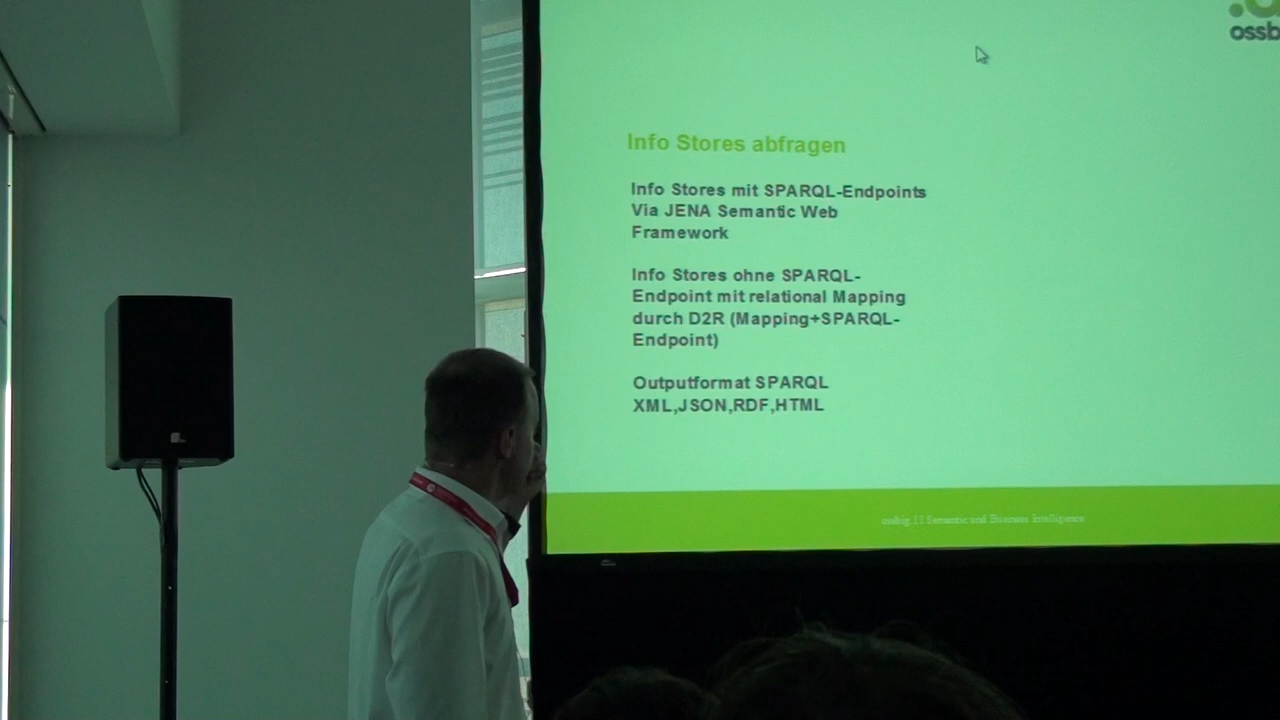 ossb
Info Stores abfragen
Info Stores mit SPARQL-Endpoints
Via JENA Semantic Web
Framework
Info Stores ohne SPARQL-
Endpoint mit relational Mapping
durch D2R (Mapping+SPARQL-
Endpoint)
Outputformat SPARQL
XML,JSON,RDF,HTML
ossbig.11 Semantic und Business Intelligence